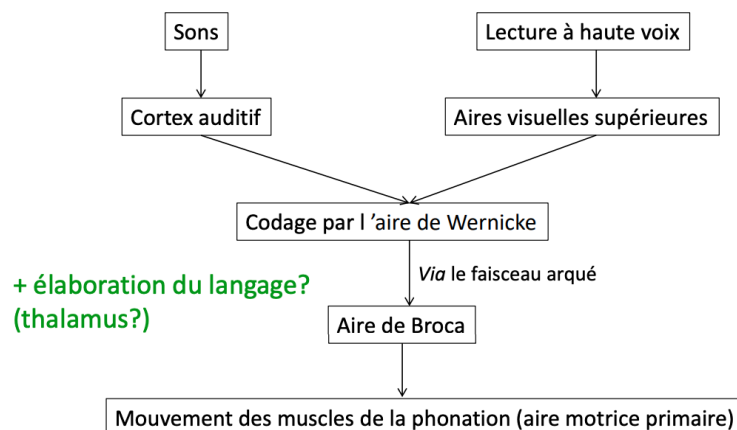 Sons
Lecture à haute voix
Cortex auditif
Aires visuelles supérieures
Codage par l ’aire de Wernicke
Via le faisceau arqué
+ élaboration du langage?
(thalamus?)
Aire de Broca
Mouvement des muscles de la phonation (aire motrice primaire)